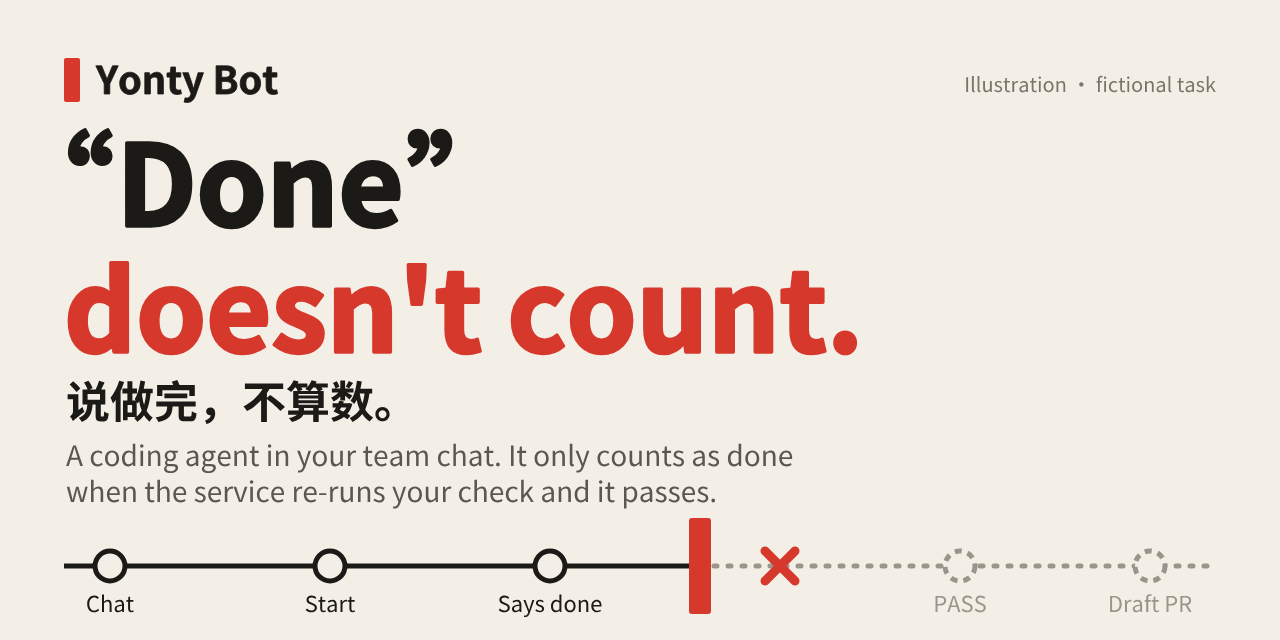 Yonty Bot
Illustration · fictional task
“Done”
doesn't count.
说做完，不算数。
A coding agent in your team chat. It only counts as done
when the service re-runs your check and it passes.
Chat
Start
Says done
PASS
Draft PR